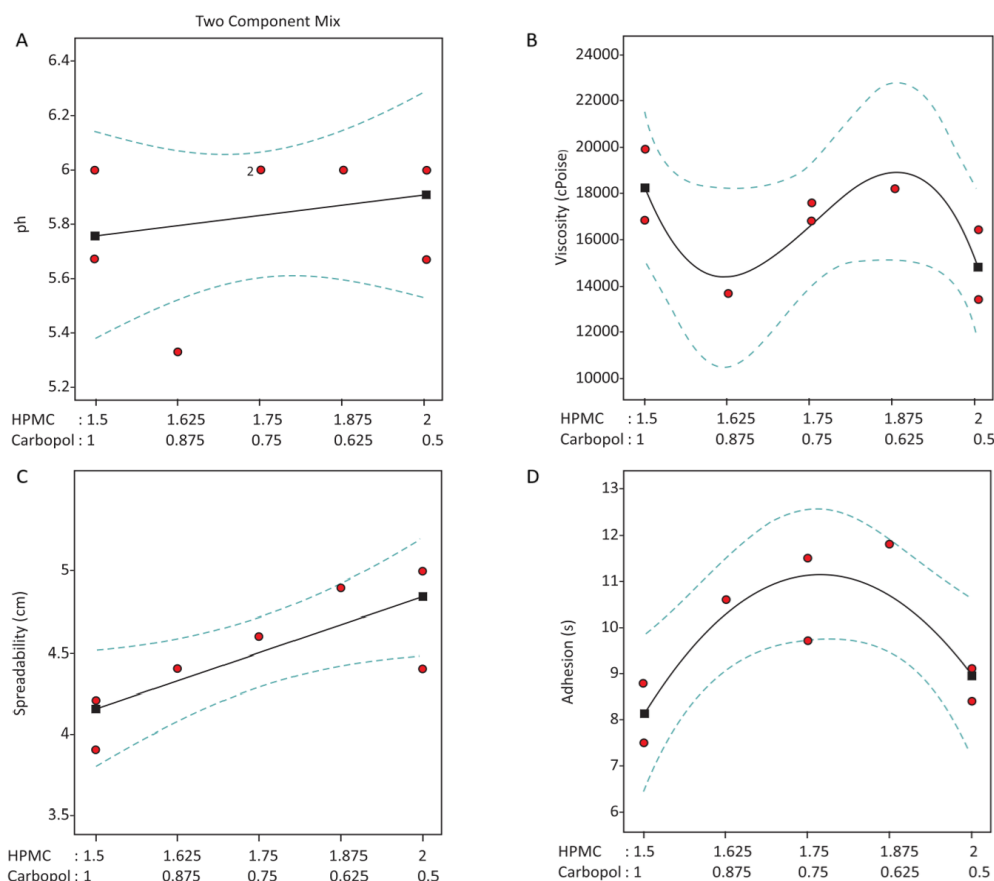 Two Component Mix
A
6.4
6.2
6
5.8
5.6
5.4
5.2
ph
2
HPMC : 1.5 1.625 1.75 1.875 2
Carbopol : 1 0.875 0.75 0.625 0.5
B
24000
22000
20000
18000
16000
14000
12000
10000
Viscosity (cPoise)
HPMC : 1.5 1.625 1.75 1.875 2
Carbopol : 1 0.875 0.75 0.625 0.5
C
5
4.5
4
3.5
Spreadability (cm)
HPMC : 1.5 1.625 1.75 1.875 2
Carbopol : 1 0.875 0.75 0.625 0.5
D
13
12
11
10
9
8
7
6
Adhesion (s)
HPMC : 1.5 1.625 1.75 1.875 2
Carbopol : 1 0.875 0.75 0.625 0.5